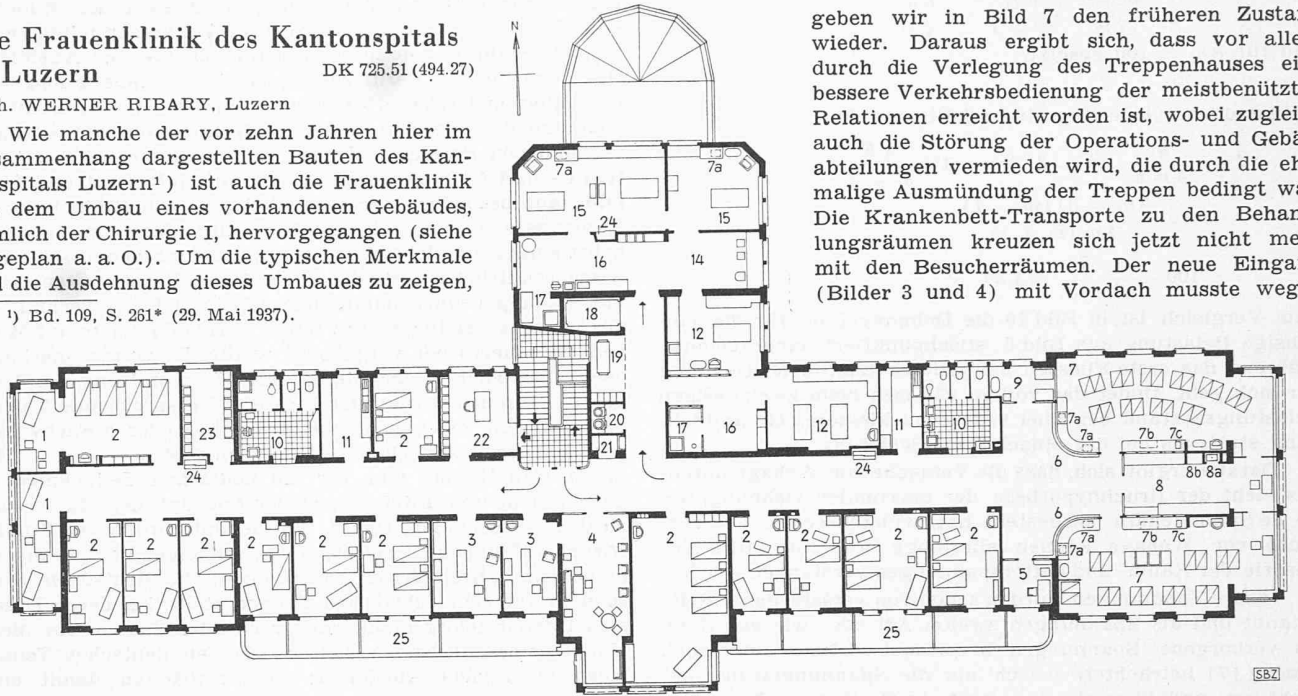 e Frauenklinik des Kantonspitals
Luzern
DK 725.51 (494.27)
h. WERNER RIBARY, Luzern
Wie manche der vor zehn Jahren hier im
sammenhang dargestellten Bauten des Kan-
spitals Luzern¹) ist auch die Frauenklinik
dem Umbau eines vorhandenen Gebäudes,
mlich der Chirurgie I, hervorgegangen (siehe
geplan a. a. O.). Um die typischen Merkmale
d die Ausdehnung dieses Umbaues zu zeigen,
¹) Bd. 109, S. 261* (29. Mai 1937).
geben wir in Bild 7 den früheren Zustan
wieder. Daraus ergibt sich, dass vor alle
durch die Verlegung des Treppenhauses ei
bessere Verkehrsbedienung der meistbenützt
Relationen erreicht worden ist, wobei zuglei
auch die Störung der Operations- und Gebä
abteilungen vermieden wird, die durch die eh
malige Ausmündung der Treppen bedingt wa
Die Krankenbett-Transporte zu den Behan
lungsräumen kreuzen sich jetzt nicht me
mit den Besucherräumen. Der neue Eingan
(Bilder 3 und 4) mit Vordach musste weg
N
7a 7a
15 24 15
16 14
17 18 12
19
2 23 10 11 2 22 20 17 16 12 11 10 9 7
21 7a 7a 7b 7c
24 24 6 8b 8a
1 8
6 7a 7b 7c
2 2 2 2 2 2 3 3 4 2 2 2 2 5 7a 7
25 25
SBZ